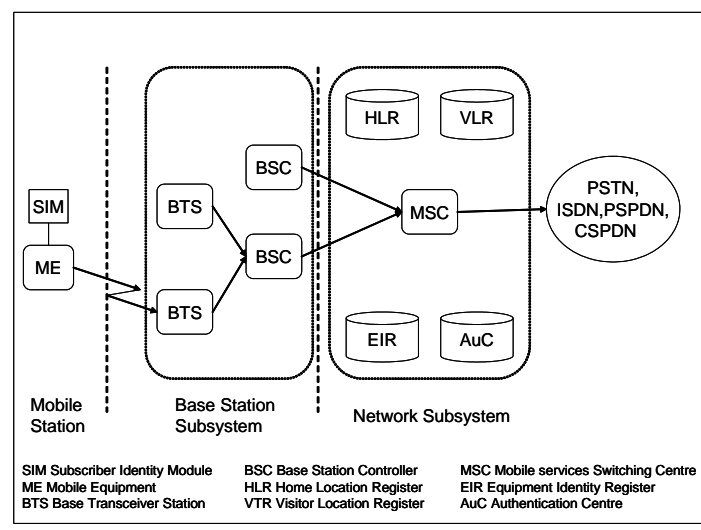 HLR
VLR
BSC
PSTN,
ISDN,PSPDN,
CSPDN
SIM
BTS
MSC
ME
BSC
BTS
EIR
AuC
Mobile
Station
Base Station
Subsystem
Network Subsystem
SIM Subscriber Identity Module
BSC Base Station Controller
MSC Mobile services Switching Centre
ME Mobile Equipment
HLR Home Location Register
EIR Equipment Identity Register
BTS Base Transceiver Station
VTR Visitor Location Register
AuC Authentication Centre